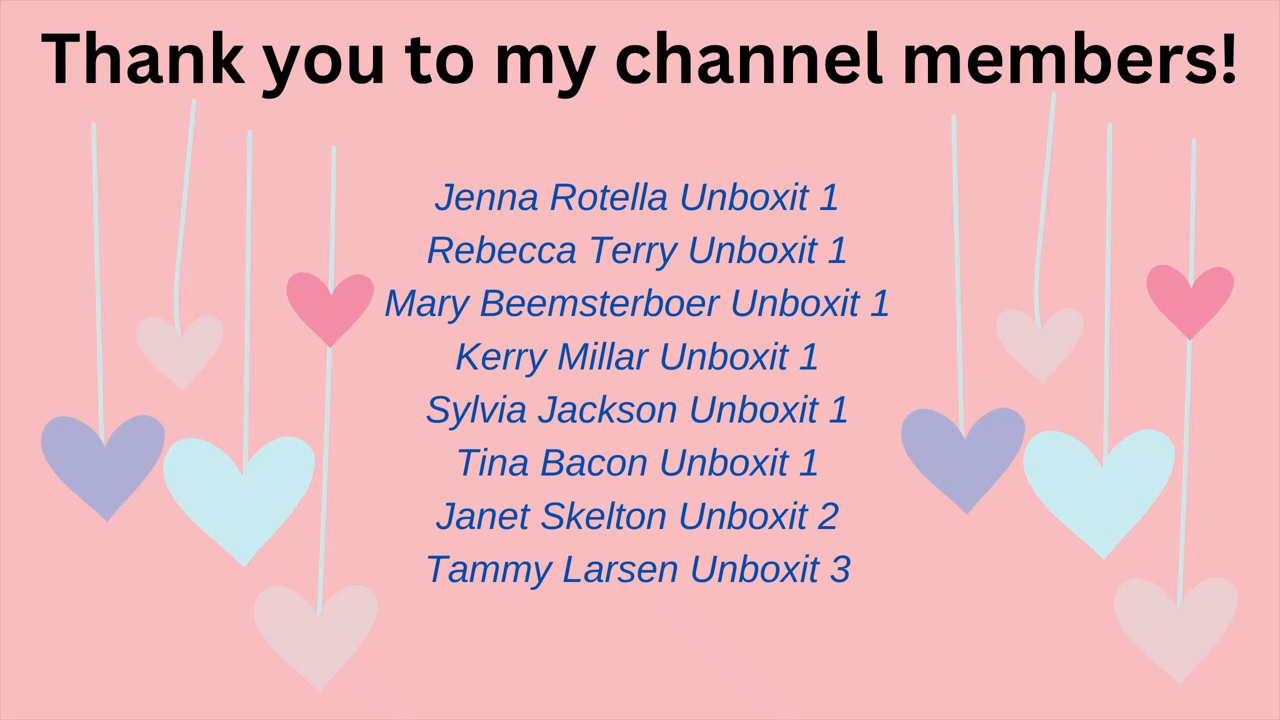 Thank you to my channel members!
Jenna Rotella Unboxit 1
Rebecca Terry Unboxit 1
Mary Beemsterboer Unboxit 1
Kerry Millar Unboxit 1
Sylvia Jackson Unboxit 1
Tina Bacon Unboxit 1
Janet Skelton Unboxit 2
Tammy Larsen Unboxit 3